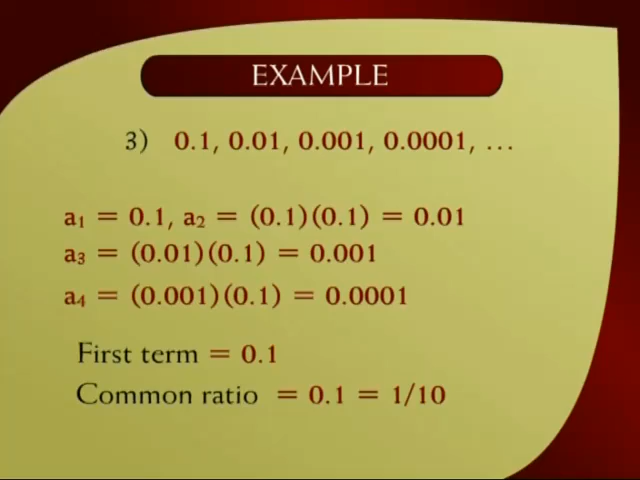 EXAMPLE
3) 0.1, 0.01, 0.001, 0.0001, ...
a₁ = 0.1, a₂ = (0.1)(0.1) = 0.01
a₃ = (0.01)(0.1) = 0.001
a₄ = (0.001)(0.1) = 0.0001
First term = 0.1
Common ratio = 0.1 = 1/10